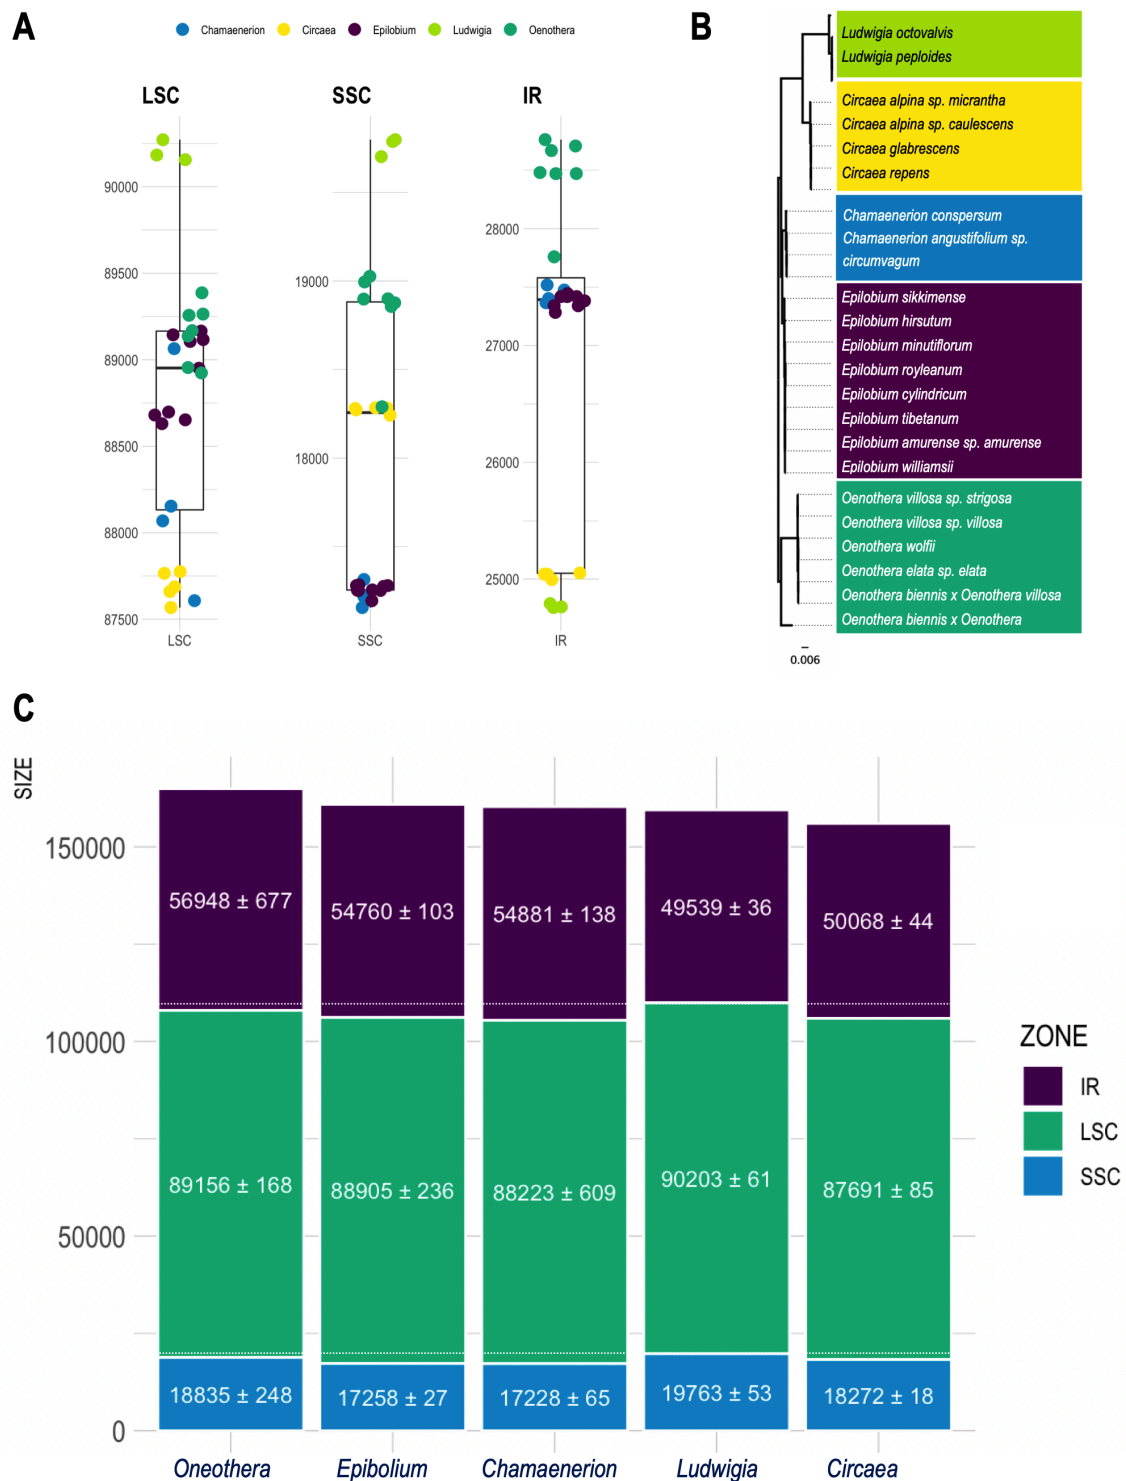 A
Chamaenerion
Circaea
Epilobium
Ludwigia
Oenothera
LSC
90000
89500
89000
88500
88000
87500
LSC
SSC
19000
18000
SSC
IR
28000
27000
26000
25000
IR
B
Ludwigia octovalvis
Ludwigia peploides
Circaea alpina sp. micrantha
Circaea alpina sp. caulescens
Circaea glabrescens
Circaea repens
Chamaenerion conspersum
Chamaenerion angustifolium sp.
circumvagum
Epilobium sikkimense
Epilobium hirsutum
Epilobium minutiflorum
Epilobium royleanum
Epilobium cylindricum
Epilobium tibetanum
Epilobium amurense sp. amurense
Epilobium williamsii
Oenothera villosa sp. strigosa
Oenothera villosa sp. villosa
Oenothera wolfii
Oenothera elata sp. elata
Oenothera biennis x Oenothera villosa
Oenothera biennis x Oenothera
0.006
C
SIZE
150000
100000
50000
0
56948 ± 677
54760 ± 103
54881 ± 138
49539 ± 36
50068 ± 44
89156 ± 168
88905 ± 236
88223 ± 609
90203 ± 61
87691 ± 85
18835 ± 248
17258 ± 27
17228 ± 65
19763 ± 53
18272 ± 18
Oneothera
Epibolium
Chamaenerion
Ludwigia
Circaea
ZONE
IR
LSC
SSC